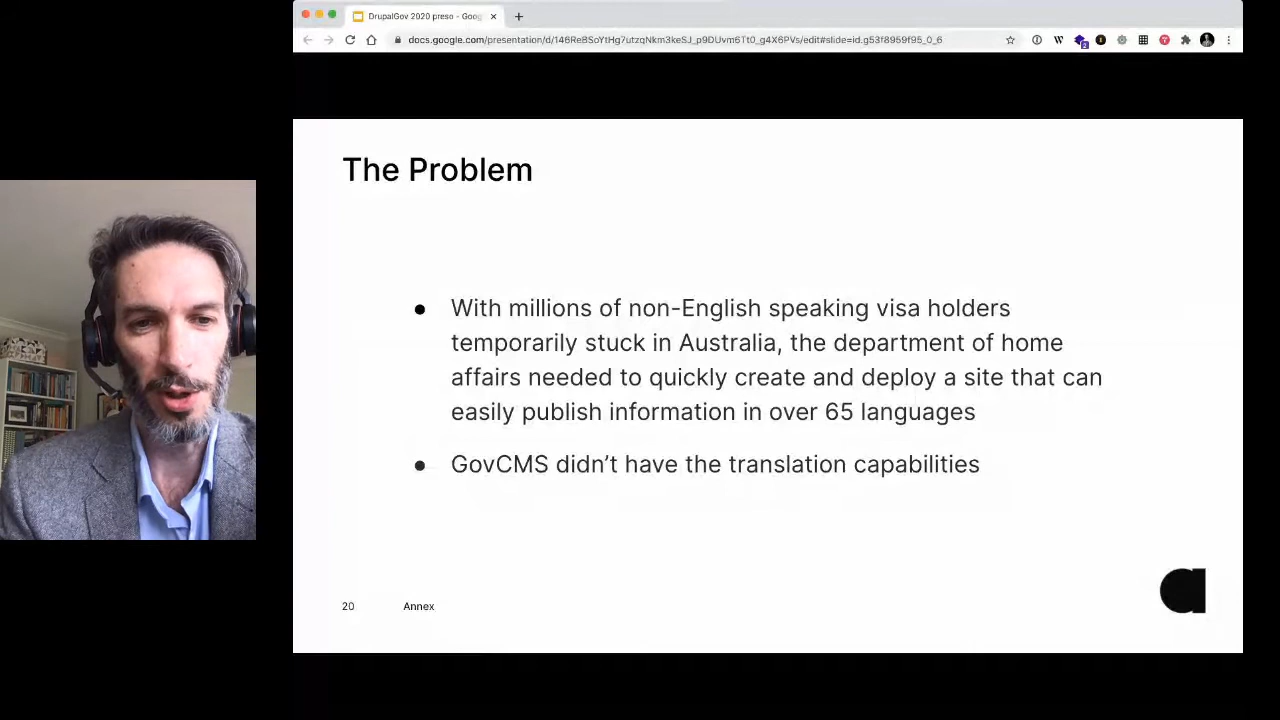 DrupalGov 2020 preso - Goog
docs.google.com/presentation/d/146ReBSoYtHg7utzqNkm3keSJ_p9DUvm6Tt0_g4X6PVs/edit#slide=id.g53f8959f95_0_6
The Problem
With millions of non-English speaking visa holders
temporarily stuck in Australia, the department of home
affairs needed to quickly create and deploy a site that can
easily publish information in over 65 languages
GovCMS didn't have the translation capabilities
20 Annex